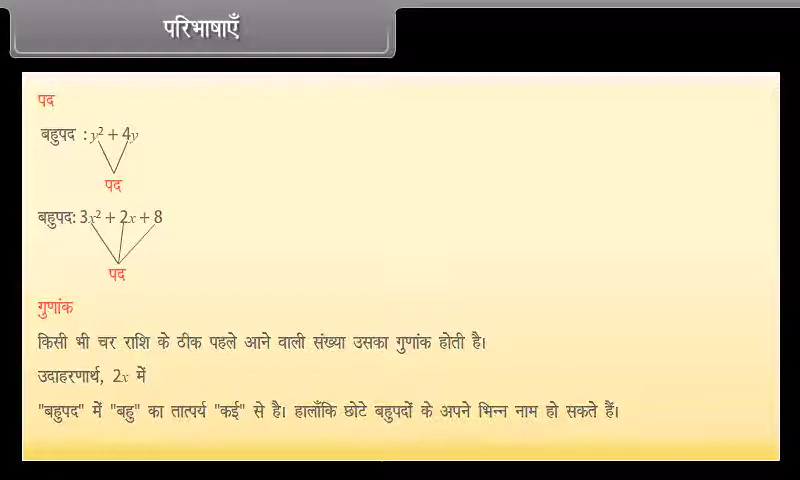 परिभाषाएँ
पद
बहुपद : y² + 4y
पद
बहुपद: 3x² + 2x + 8
पद
गुणांक
किसी भी चर राशि के ठीक पहले आने वाली संख्या उसका गुणांक होती है।
उदाहरणार्थ, 2x में
"बहुपद" में "बहु" का तात्पर्य "कई" से है। हालाँकि छोटे बहुपदों के अपने भिन्न नाम हो सकते हैं।